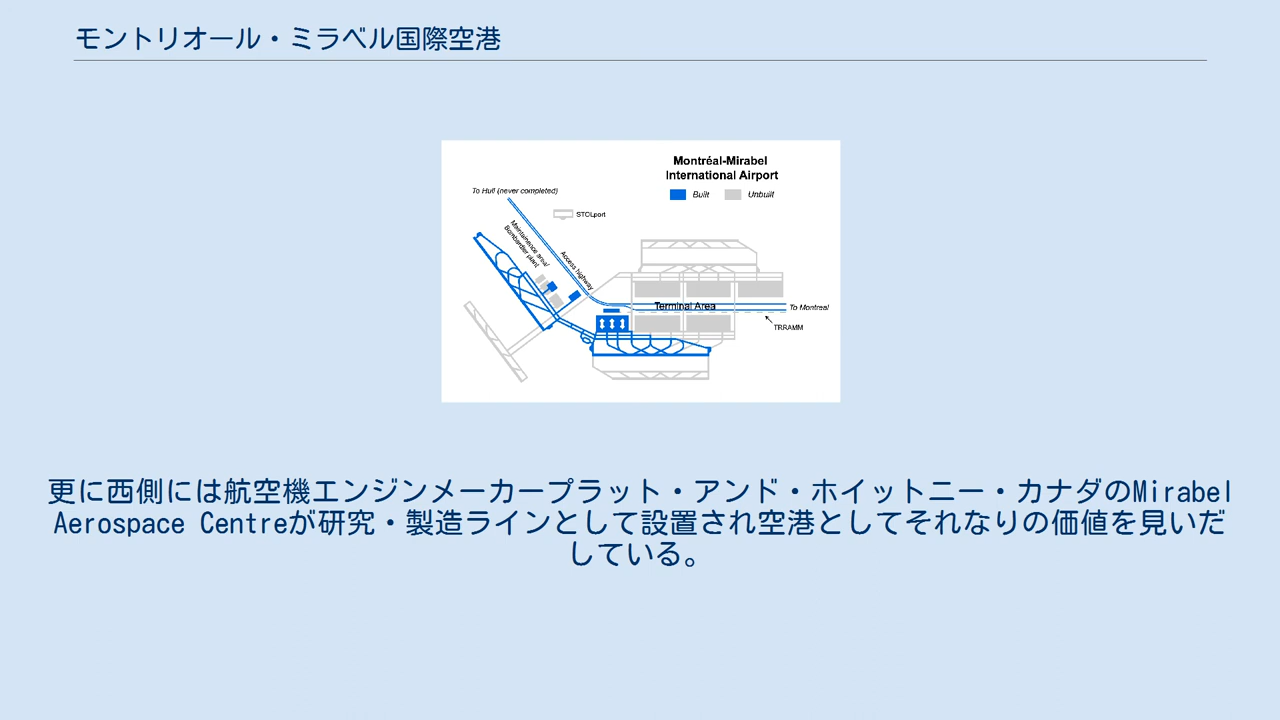 モントリオール・ミラベル国際空港
Montréal-Mirabel
International Airport
Built
Unbuilt
To Hull (never completed)
STOLport
Maintainence area/
Bombardier plant
Access highway
Terminal Area
To Montreal
TRRAMM
更に西側には航空機エンジンメーカープラット・アンド・ホイットニー・カナダのMirabel
Aerospace Centreが研究・製造ラインとして設置され空港としてそれなりの価値を見いだ
している。